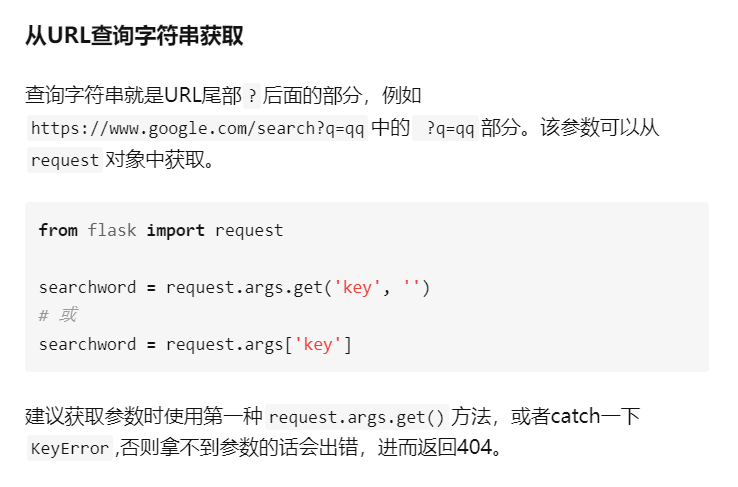 从URL查询字符串获取
查询字符串就是URL尾部 ? 后面的部分，例如
https://www.google.com/search?q=qq 中的 ?q=qq 部分。该参数可以从
request 对象中获取。
from flask import request
searchword = request.args.get('key', '')
# 或
searchword = request.args['key']
建议获取参数时使用第一种 request.args.get() 方法，或者catch一下
KeyError ,否则拿不到参数的话会出错，进而返回404。